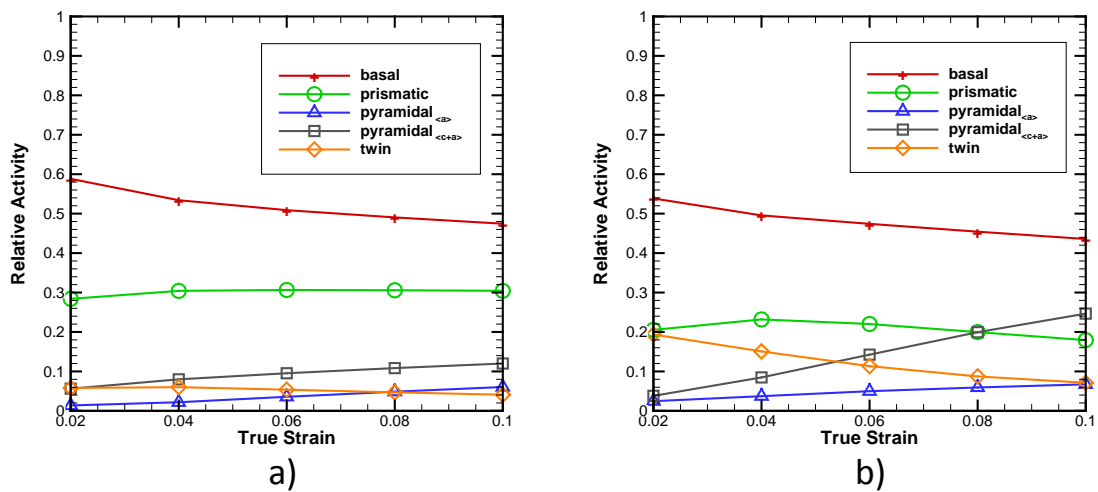 1
0.9
0.8
0.7
0.6
0.5
0.4
0.3
0.2
0.1
0
Relative Activity
basal
prismatic
pyramidal<a>
pyramidal<c+a>
twin
0.02 0.04 0.06 0.08 0.1
True Strain
a)
1
0.9
0.8
0.7
0.6
0.5
0.4
0.3
0.2
0.1
0
Relative Activity
basal
prismatic
pyramidal<a>
pyramidal<c+a>
twin
0.02 0.04 0.06 0.08 0.1
True Strain
b)